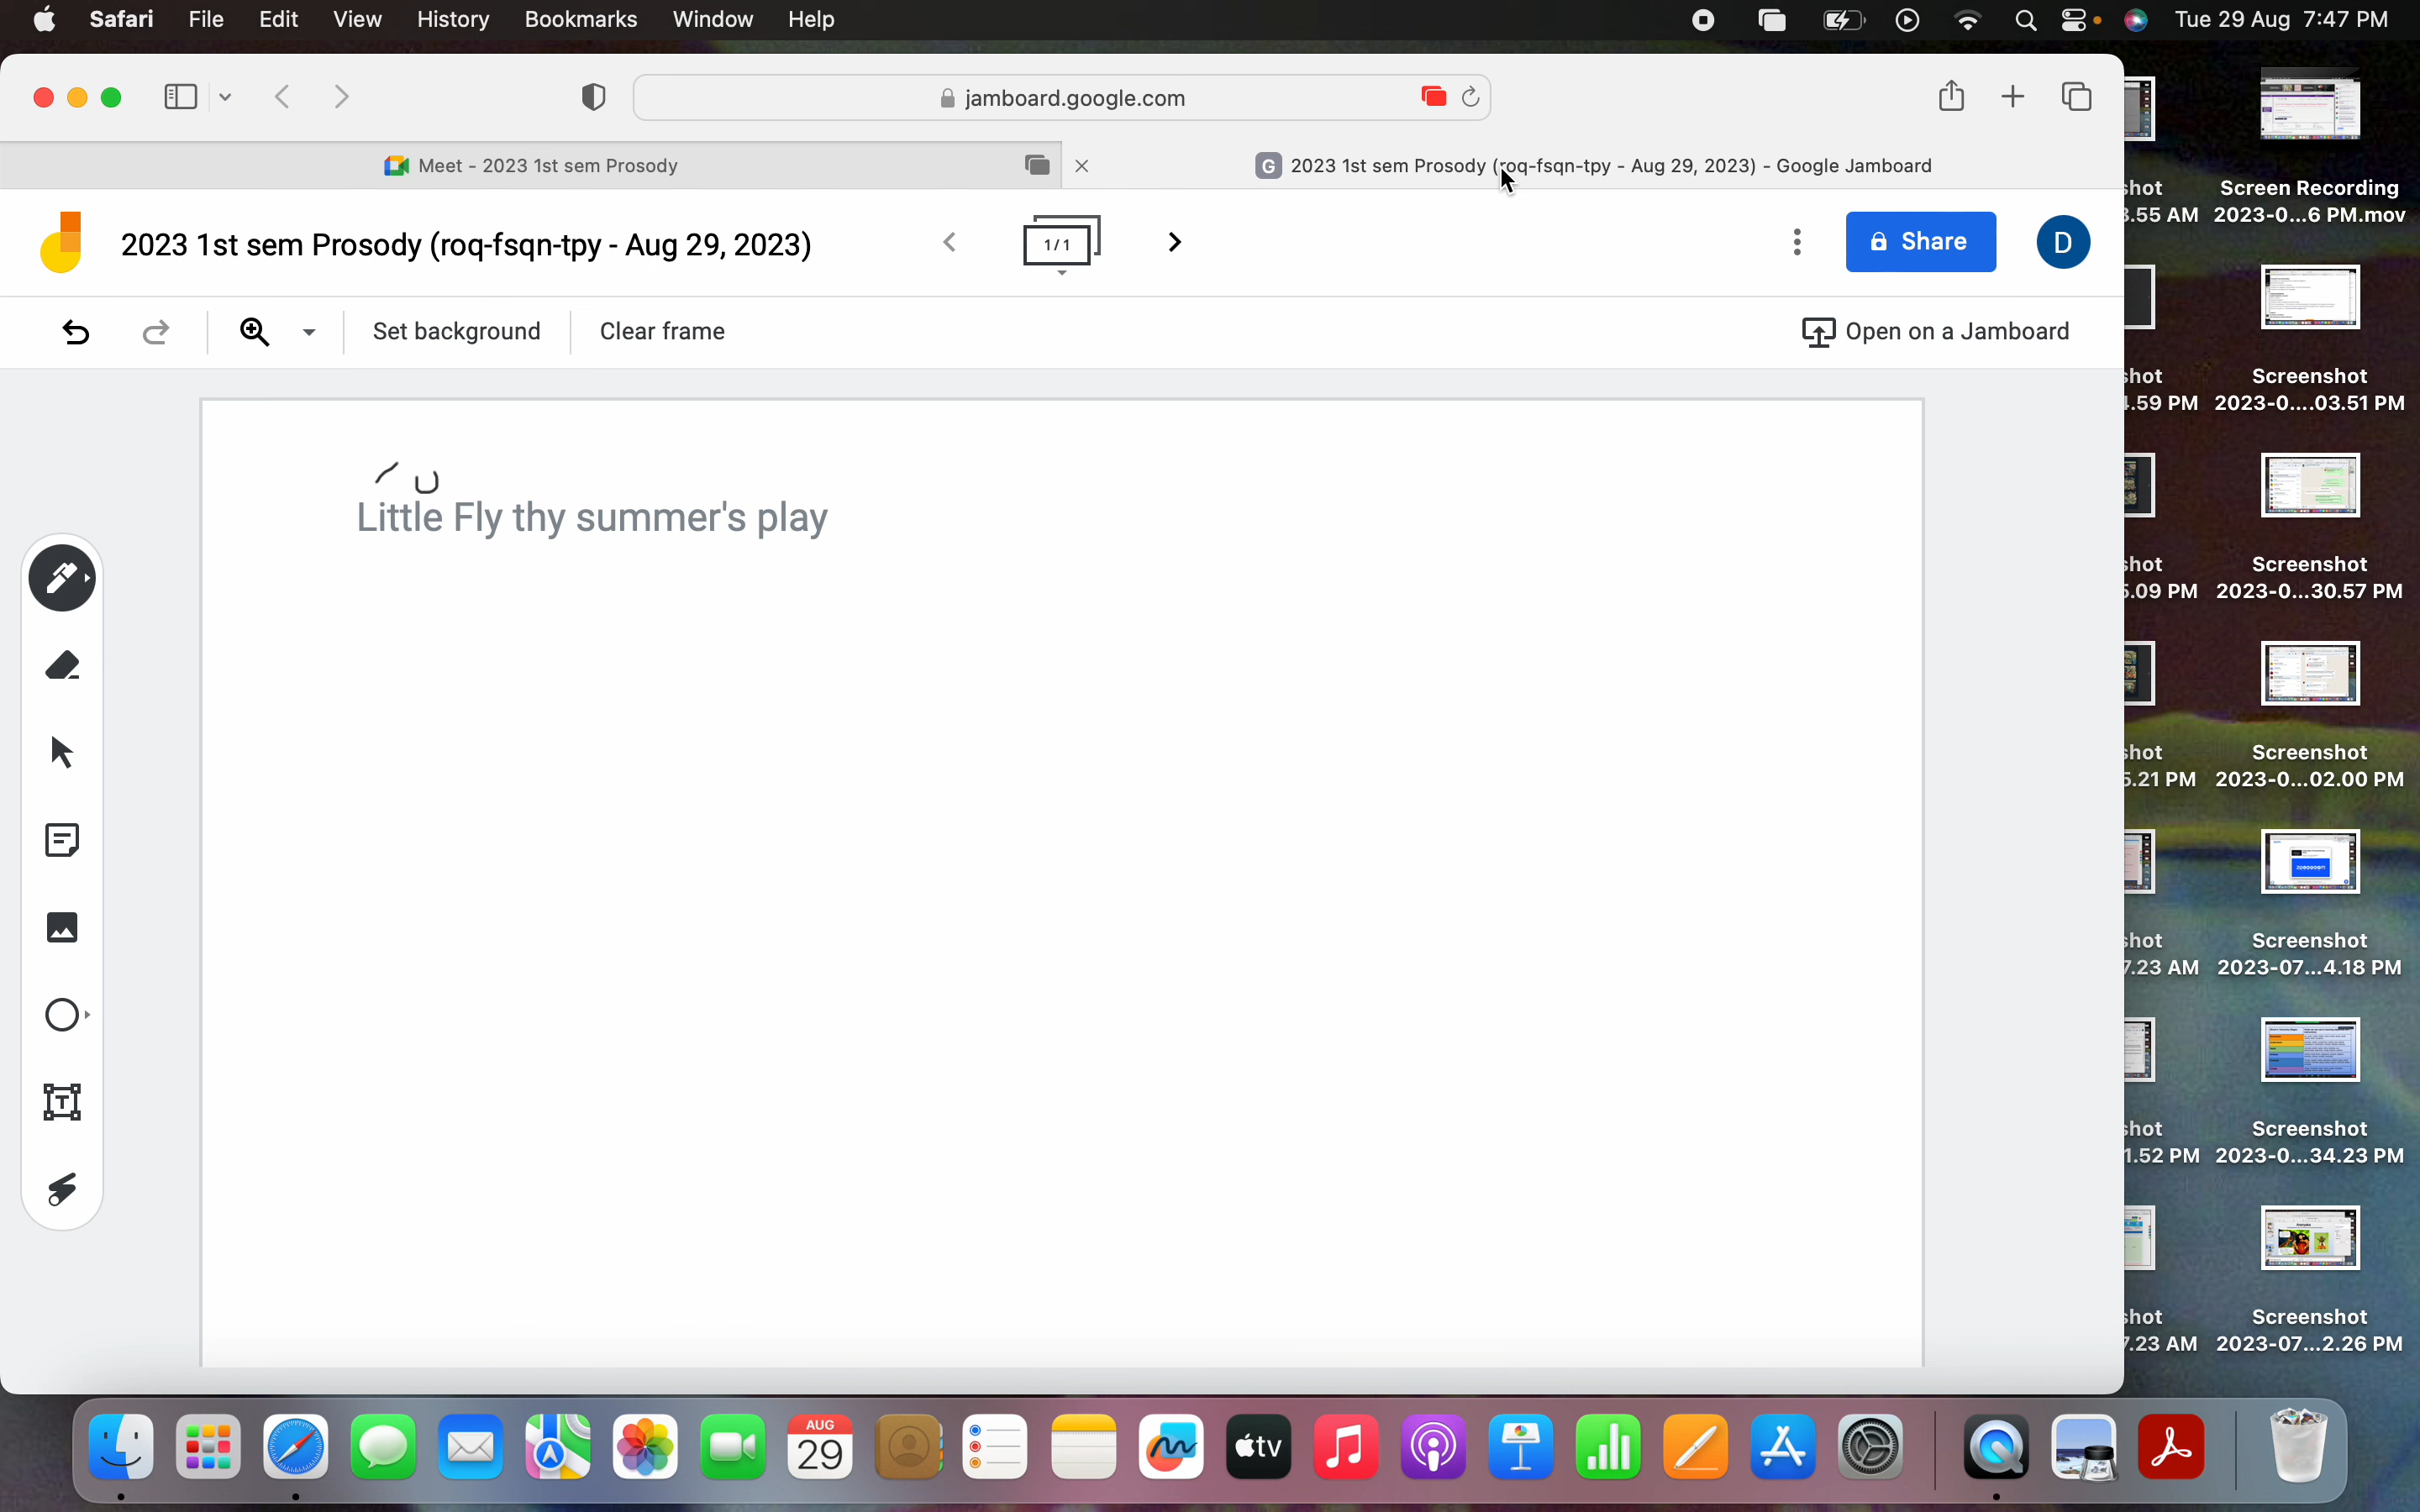 Safari File Edit View History Bookmarks Window Help Tue 29 Aug 7:47 PM
jamboard.google.com
Meet - 2023 1st sem Prosody
G 2023 1st sem Prosody (roq-fsqn-tpy - Aug 29, 2023) - Google Jamboard
2023 1st sem Prosody (roq-fsqn-tpy - Aug 29, 2023)
1/1
Share
D
Set background
Clear frame
Open on a Jamboard
Little Fly thy summer's play
Screen Recording
2023-0...6 PM.mov
Screenshot
2023-0....03.51 PM
Screenshot
2023-0...30.57 PM
Screenshot
2023-0...02.00 PM
Screenshot
2023-07...4.18 PM
Screenshot
2023-0...34.23 PM
Screenshot
2023-07...2.26 PM
AUG
29
tv